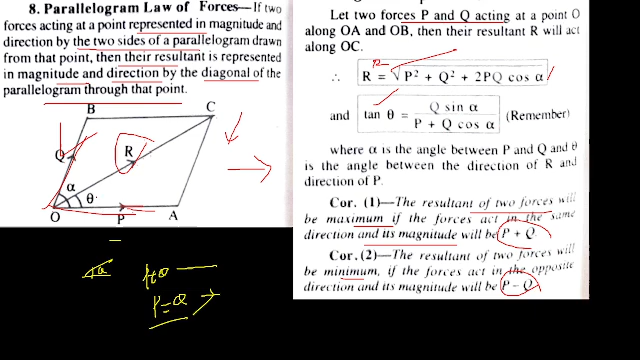 8. Parallelogram Law of Forces—If two
forces acting at a point represented in magnitude and
direction by the two sides of a parallelogram drawn
from that point, then their resultant is represented
in magnitude and direction by the diagonal of the
parallelogram through that point.
B
C
Q
R
α
θ
O
P
A
P=Q
Let two forces P and Q acting at a point O
along OA and OB, then their resultant R will act
along OC.
∴ R = √P² + Q² + 2PQ cos α
and tan θ = Q sin α / P + Q cos α (Remember)
where α is the angle between P and Q and θ
is the angle between the direction of R and
direction of P.
Cor. (1)—The resultant of two forces will
be maximum if the forces act in the same
direction and its magnitude will be P + Q.
Cor. (2)—The resultant of two forces will
be minimum, if the forces act in the opposite
direction and its magnitude will be P – Q.